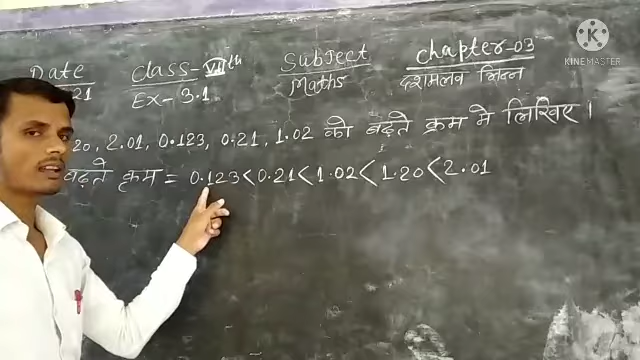 Date Class- VIIth Subject Chapter-03
21 Ex-3.1 Maths दशमलव भिन्न
20, 2.01, 0.123, 0.21, 1.02 को बढ़ते क्रम मे लिखिए।
बढ़ते क्रम = 0.123<0.21<1.02<1.20<2.01
KINEMASTER